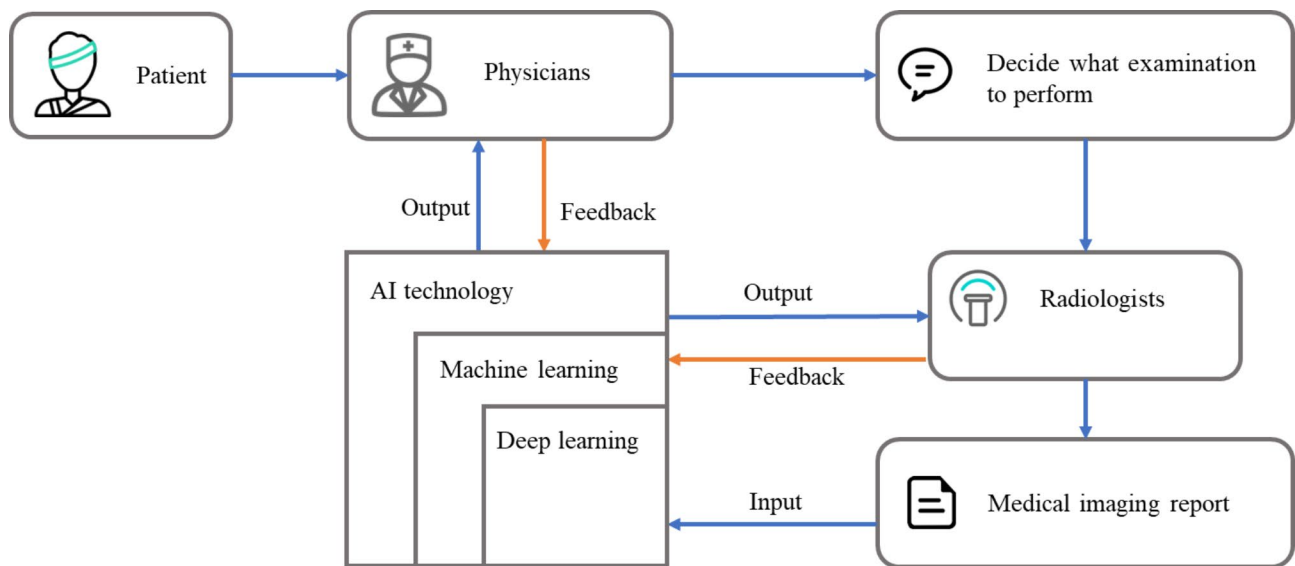 Patient
Physicians
Decide what examination
to perform
Output
Feedback
AI technology
Machine learning
Deep learning
Output
Feedback
Radiologists
Input
Medical imaging report